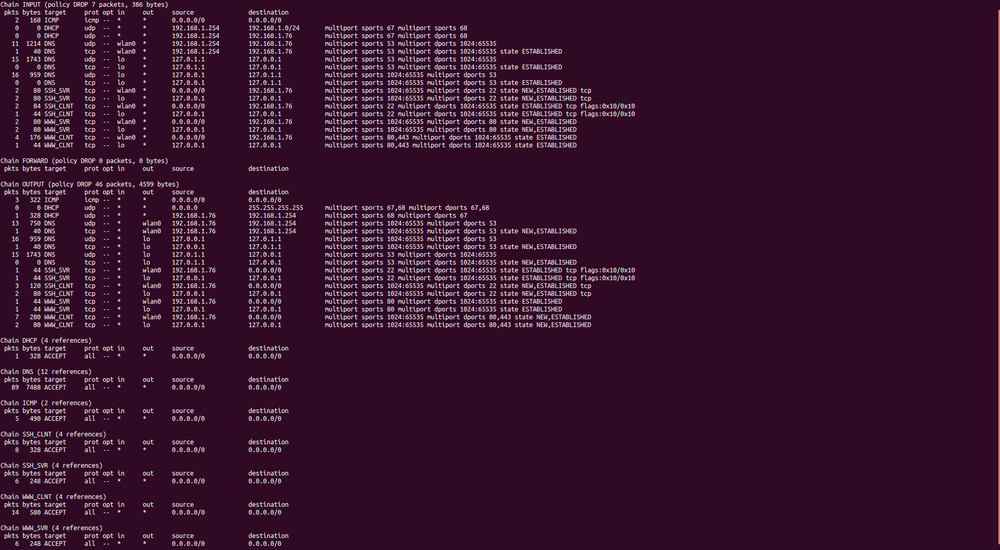 Chain INPUT (policy DROP 7 packets, 386 bytes)
 pkts bytes target     prot opt in     out     source               destination
    2   168 ICMP       icmp --  *      *       0.0.0.0/0            0.0.0.0/0
    0     0 DHCP       udp  --  *      *       192.168.1.254        192.168.1.0/24       multiport sports 67 multiport sports 68
    0     0 DHCP       udp  --  *      *       192.168.1.254        192.168.1.76         multiport sports 67 multiport dports 68
   11  1214 DNS        udp  --  wlan0  *       192.168.1.254        192.168.1.76         multiport sports 53 multiport dports 1024:65535
    1    40 DNS        tcp  --  wlan0  *       192.168.1.254        192.168.1.76         multiport sports 53 multiport dports 1024:65535 state ESTABLISHED
   15  1743 DNS        udp  --  lo     *       127.0.1.1            127.0.0.1            multiport sports 53 multiport dports 1024:65535
    0     0 DNS        tcp  --  lo     *       127.0.1.1            127.0.0.1            multiport sports 53 multiport dports 1024:65535 state ESTABLISHED
   16   959 DNS        udp  --  lo     *       127.0.0.1            127.0.1.1            multiport sports 1024:65535 multiport dports 53
    0     0 DNS        tcp  --  lo     *       127.0.0.1            127.0.1.1            multiport sports 1024:65535 multiport dports 53 state ESTABLISHED
    2    80 SSH_SVR    tcp  --  wlan0  *       0.0.0.0/0            192.168.1.76         multiport sports 1024:65535 multiport dports 22 state NEW,ESTABLISHED tcp
    2    80 SSH_SVR    tcp  --  lo     *       127.0.0.1            127.0.0.1            multiport sports 1024:65535 multiport dports 22 state NEW,ESTABLISHED tcp
    2    84 SSH_CLNT   tcp  --  wlan0  *       0.0.0.0/0            192.168.1.76         multiport sports 22 multiport dports 1024:65535 state ESTABLISHED tcp flags:0x10/0x10
    1    44 SSH_CLNT   tcp  --  lo     *       127.0.0.1            127.0.0.1            multiport sports 22 multiport dports 1024:65535 state ESTABLISHED tcp flags:0x10/0x10
    2    80 WWW_SVR    tcp  --  wlan0  *       0.0.0.0/0            192.168.1.76         multiport sports 1024:65535 multiport dports 80 state NEW,ESTABLISHED
    2    80 WWW_SVR    tcp  --  lo     *       127.0.0.1            127.0.0.1            multiport sports 1024:65535 multiport dports 80 state NEW,ESTABLISHED
    4   176 WWW_CLNT   tcp  --  wlan0  *       0.0.0.0/0            192.168.1.76         multiport sports 80,443 multiport dports 1024:65535 state ESTABLISHED
    1    44 WWW_CLNT   tcp  --  lo     *       127.0.0.1            127.0.0.1            multiport sports 80,443 multiport dports 1024:65535 state ESTABLISHED

Chain FORWARD (policy DROP 0 packets, 0 bytes)
 pkts bytes target     prot opt in     out     source               destination

Chain OUTPUT (policy DROP 46 packets, 4599 bytes)
 pkts bytes target     prot opt in     out     source               destination
    3   322 ICMP       icmp --  *      *       0.0.0.0/0            0.0.0.0/0
    0     0 DHCP       udp  --  *      *       0.0.0.0              255.255.255.255      multiport sports 67,68 multiport dports 67,68
    1   328 DHCP       udp  --  *      *       192.168.1.76         192.168.1.254        multiport sports 68 multiport dports 67
   13   750 DNS        udp  --  *      wlan0   192.168.1.76         192.168.1.254        multiport sports 1024:65535 multiport dports 53
    1    40 DNS        tcp  --  *      wlan0   192.168.1.76         192.168.1.254        multiport sports 1024:65535 multiport dports 53 state NEW,ESTABLISHED
   16   959 DNS        udp  --  *      lo      127.0.0.1            127.0.1.1            multiport sports 1024:65535 multiport dports 53
    1    40 DNS        tcp  --  *      lo      127.0.0.1            127.0.1.1            multiport sports 1024:65535 multiport dports 53 state NEW,ESTABLISHED
   15  1743 DNS        udp  --  *      lo      127.0.1.1            127.0.0.1            multiport sports 53 multiport dports 1024:65535
    0     0 DNS        tcp  --  *      lo      127.0.1.1            127.0.0.1            multiport sports 53 multiport dports 1024:65535 state NEW,ESTABLISHED
    1    44 SSH_SVR    tcp  --  *      wlan0   192.168.1.76         0.0.0.0/0            multiport sports 22 multiport dports 1024:65535 state ESTABLISHED tcp flags:0x10/0x10
    1    44 SSH_SVR    tcp  --  *      lo      127.0.0.1            127.0.0.1            multiport sports 22 multiport dports 1024:65535 state ESTABLISHED tcp flags:0x10/0x10
    3   120 SSH_CLNT   tcp  --  *      wlan0   192.168.1.76         0.0.0.0/0            multiport sports 1024:65535 multiport dports 22 state NEW,ESTABLISHED tcp
    2    80 SSH_CLNT   tcp  --  *      lo      127.0.0.1            127.0.0.1            multiport sports 1024:65535 multiport dports 22 state NEW,ESTABLISHED tcp
    1    44 WWW_SVR    tcp  --  *      wlan0   192.168.1.76         0.0.0.0/0            multiport sports 80 multiport dports 1024:65535 state ESTABLISHED
    1    44 WWW_SVR    tcp  --  *      lo      127.0.0.1            127.0.0.1            multiport sports 80 multiport dports 1024:65535 state ESTABLISHED
    7   280 WWW_CLNT   tcp  --  *      wlan0   192.168.1.76         0.0.0.0/0            multiport sports 1024:65535 multiport dports 80,443 state NEW,ESTABLISHED
    2    80 WWW_CLNT   tcp  --  *      lo      127.0.0.1            127.0.0.1            multiport sports 1024:65535 multiport dports 80,443 state NEW,ESTABLISHED

Chain DHCP (4 references)
 pkts bytes target     prot opt in     out     source               destination
    1   328 ACCEPT     all  --  *      *       0.0.0.0/0            0.0.0.0/0

Chain DNS (12 references)
 pkts bytes target     prot opt in     out     source               destination
   89  7488 ACCEPT     all  --  *      *       0.0.0.0/0            0.0.0.0/0

Chain ICMP (2 references)
 pkts bytes target     prot opt in     out     source               destination
    5   490 ACCEPT     all  --  *      *       0.0.0.0/0            0.0.0.0/0

Chain SSH_CLNT (4 references)
 pkts bytes target     prot opt in     out     source               destination
    8   328 ACCEPT     all  --  *      *       0.0.0.0/0            0.0.0.0/0

Chain SSH_SVR (4 references)
 pkts bytes target     prot opt in     out     source               destination
    6   248 ACCEPT     all  --  *      *       0.0.0.0/0            0.0.0.0/0

Chain WWW_CLNT (4 references)
 pkts bytes target     prot opt in     out     source               destination
   14   580 ACCEPT     all  --  *      *       0.0.0.0/0            0.0.0.0/0

Chain WWW_SVR (4 references)
 pkts bytes target     prot opt in     out     source               destination
    6   248 ACCEPT     all  --  *      *       0.0.0.0/0            0.0.0.0/0